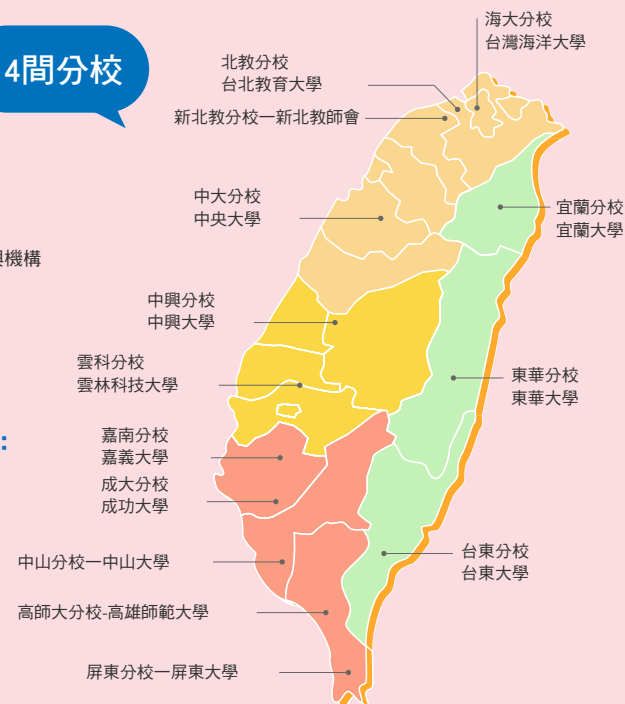 4間分校
海大分校
台灣海洋大學
北教分校
台北教育大學
新北教分校一新北教師會
中大分校
中央大學
宜蘭分校
宜蘭大學
機構
中興分校
中興大學
雲科分校
雲林科技大學
東華分校
東華大學
:
嘉南分校
嘉義大學
成大分校
成功大學
台東分校
台東大學
中山分校一中山大學
高師大分校-高雄師範大學
屏東分校一屏東大學